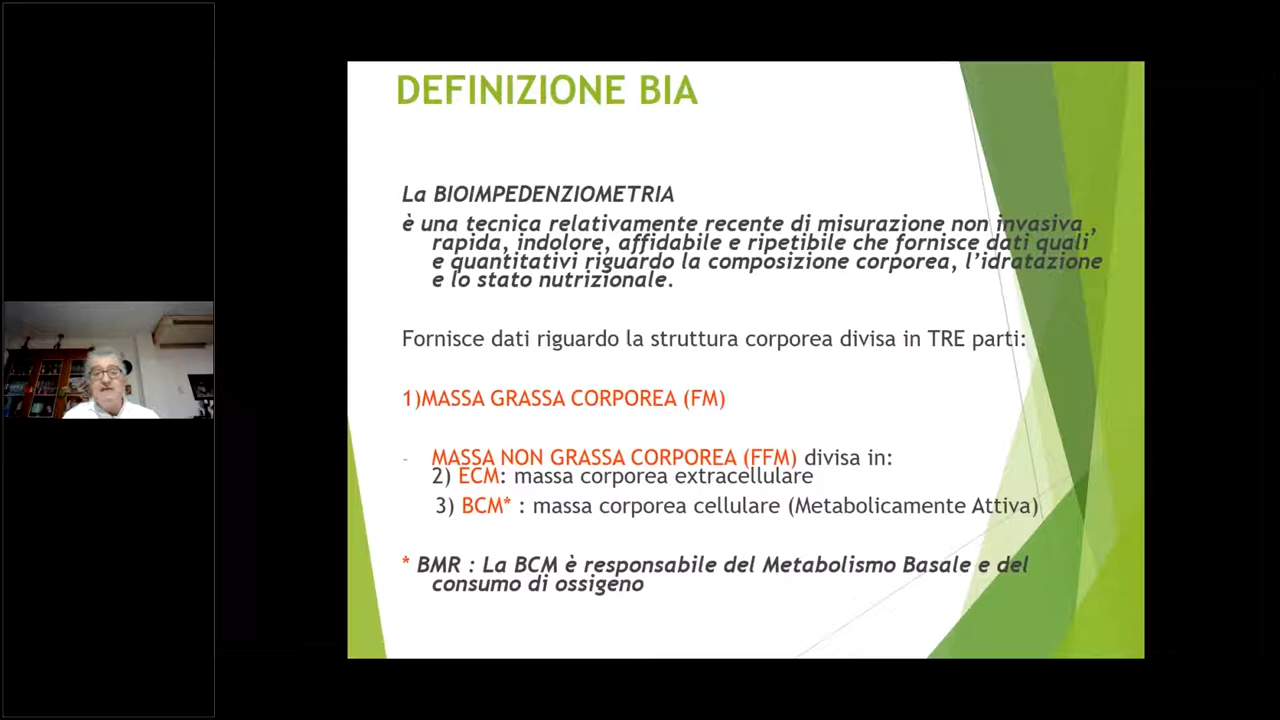 DEFINIZIONE BIA
La BIOIMPEDENZIOMETRIA
è una tecnica relativamente recente di misurazione non invasiva ,
rapida, indolore, affidabile e ripetibile che fornisce dati quali
e quantitativi riguardo la composizione corporea, l'idratazione
e lo stato nutrizionale.
Fornisce dati riguardo la struttura corporea divisa in TRE parti:
1)MASSA GRASSA CORPOREA (FM)
- MASSA NON GRASSA CORPOREA (FFM) divisa in:
2) ECM: massa corporea extracellulare
3) BCM* : massa corporea cellulare (Metabolicamente Attiva)
* BMR : La BCM è responsabile del Metabolismo Basale e del
consumo di ossigeno